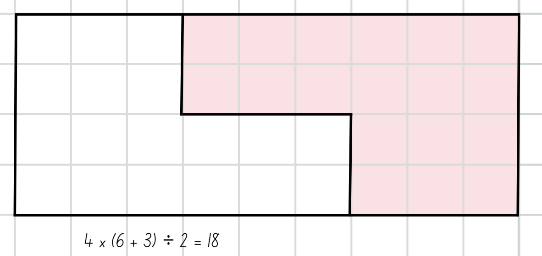 4 × (6 + 3) ÷ 2 = 18